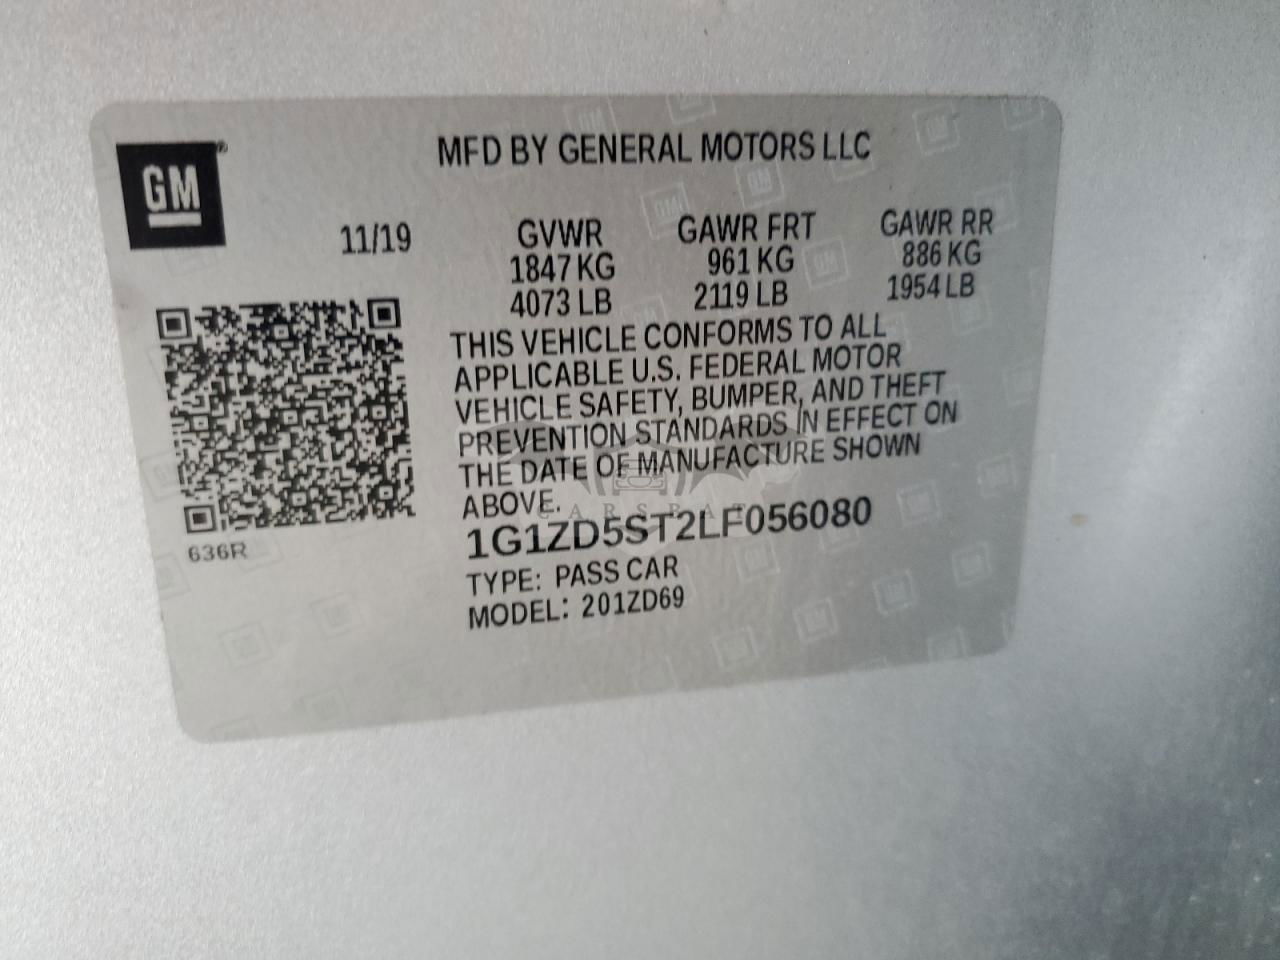 MFD BY GENERAL MOTORS LLC
GM
11/19
GVWR
1847 KG
4073 LB
GAWR FRT
961 KG
2119 LB
GAWR RR
886 KG
1954 LB
THIS VEHICLE CONFORMS TO ALL
APPLICABLE U.S. FEDERAL MOTOR
VEHICLE SAFETY, BUMPER, AND THEFT
PREVENTION STANDARDS IN EFFECT ON
THE DATE OF MANUFACTURE SHOWN
ABOVE.
1G1ZD5ST2LF056080
TYPE: PASS CAR
MODEL: 201ZD69
636R